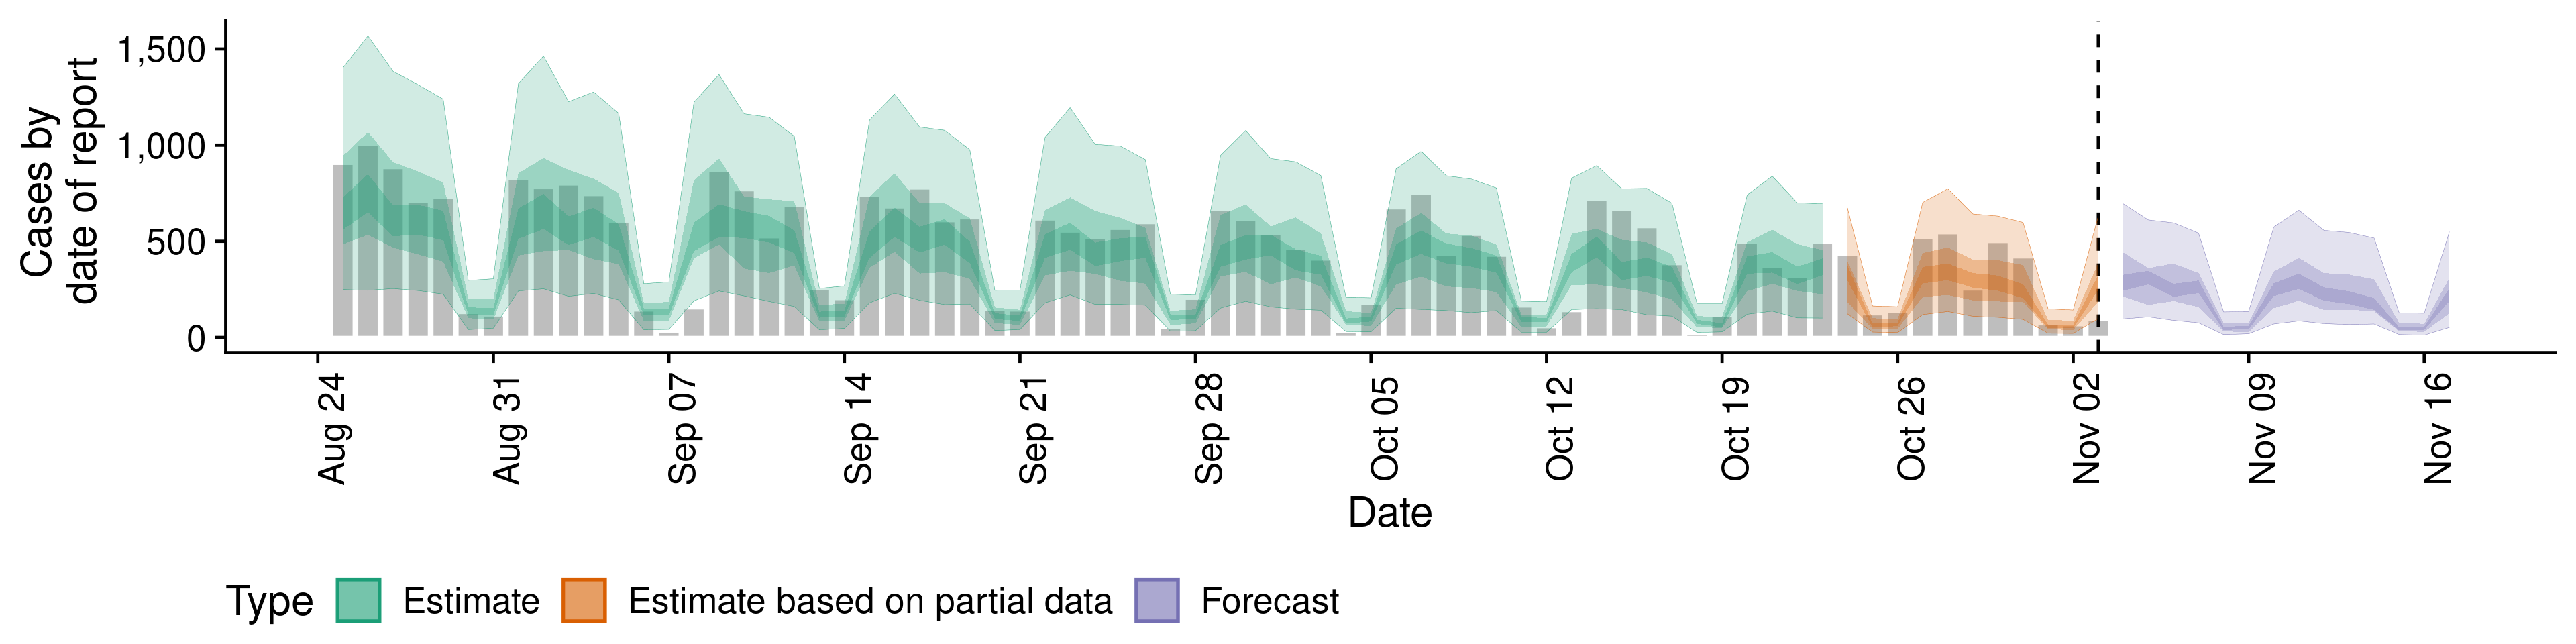 Cases by
date of report
1,500
1,000
500
0
Aug 24
Aug 31
Sep 07
Sep 14
Sep 21
Sep 28
Oct 05
Oct 12
Oct 19
Oct 26
Nov 02
Nov 09
Nov 16
Date
Type Estimate Estimate based on partial data Forecast